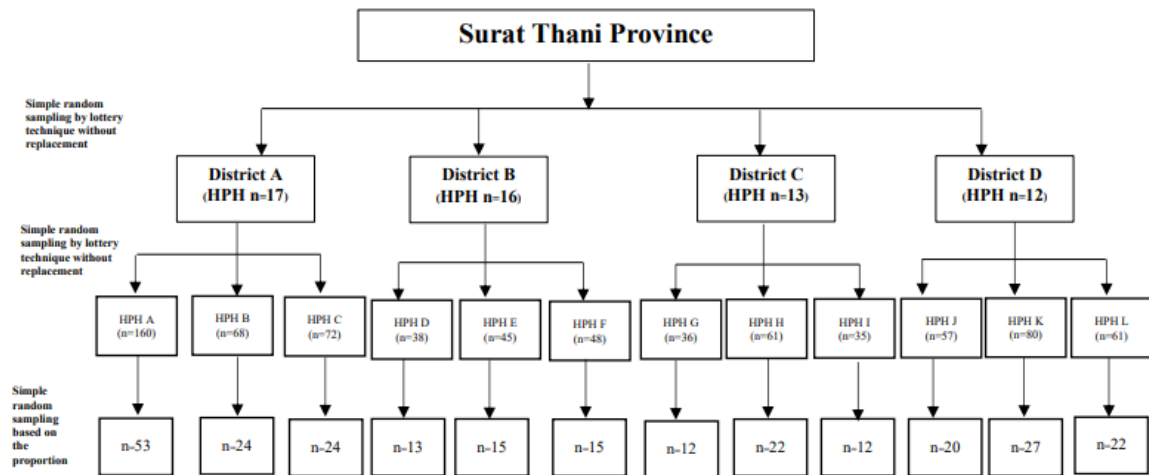 Surat Thani Province
Simple random
sampling by lottery
technique without
replacement
District A
(HPH n=17)
District B
(HPH n=16)
District C
(HPH n=13)
District D
(HPH n=12)
Simple random
sampling by lottery
technique without
replacement
HPH A
(n=160)
HPH B
(n=68)
HPH C
(n=72)
HPH D
(n=38)
HPH E
(n=45)
HPH F
(n=48)
HPH G
(n=36)
HPH H
(n=61)
HPH I
(n=35)
HPH J
(n=57)
HPH K
(n=80)
HPH L
(n=61)
Simple
random
sampling
based on
the
proportion
n=53
n=24
n=24
n=13
n=15
n=15
n=12
n=22
n=12
n=20
n=27
n=22